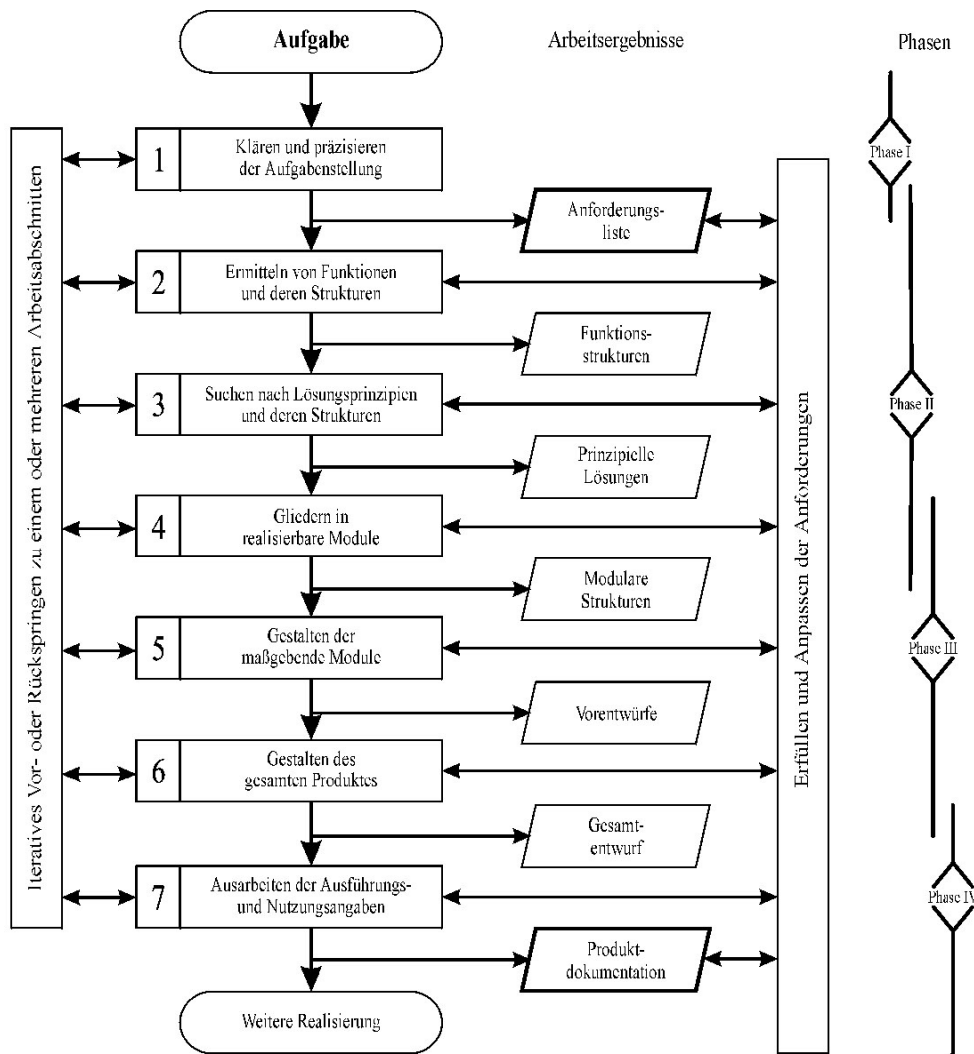 Aufgabe
Arbeitsergebnisse
Phasen
Iteratives Vor- oder Rückspringen zu einem oder mehreren Arbeitsabschnitten
1
Klären und präzisieren
der Aufgabenstellung
Phase I
Anforderungs-
liste
2
Ermitteln von Funktionen
und deren Strukturen
Funktions-
strukturen
3
Suchen nach Lösungsprinzipien
und deren Strukturen
Phase II
Prinzipielle
Lösungen
4
Gliedern in
realisierbare Module
Modulare
Strukturen
5
Gestalten der
maßgebende Module
Phase III
Vorentwürfe
6
Gestalten des
gesamten Produktes
Gesamt-
entwurf
7
Ausarbeiten der Ausführungs-
und Nutzungsangaben
Phase IV
Produkt-
dokumentation
Weitere Realisierung
Erfüllen und Anpassen der Anforderungen